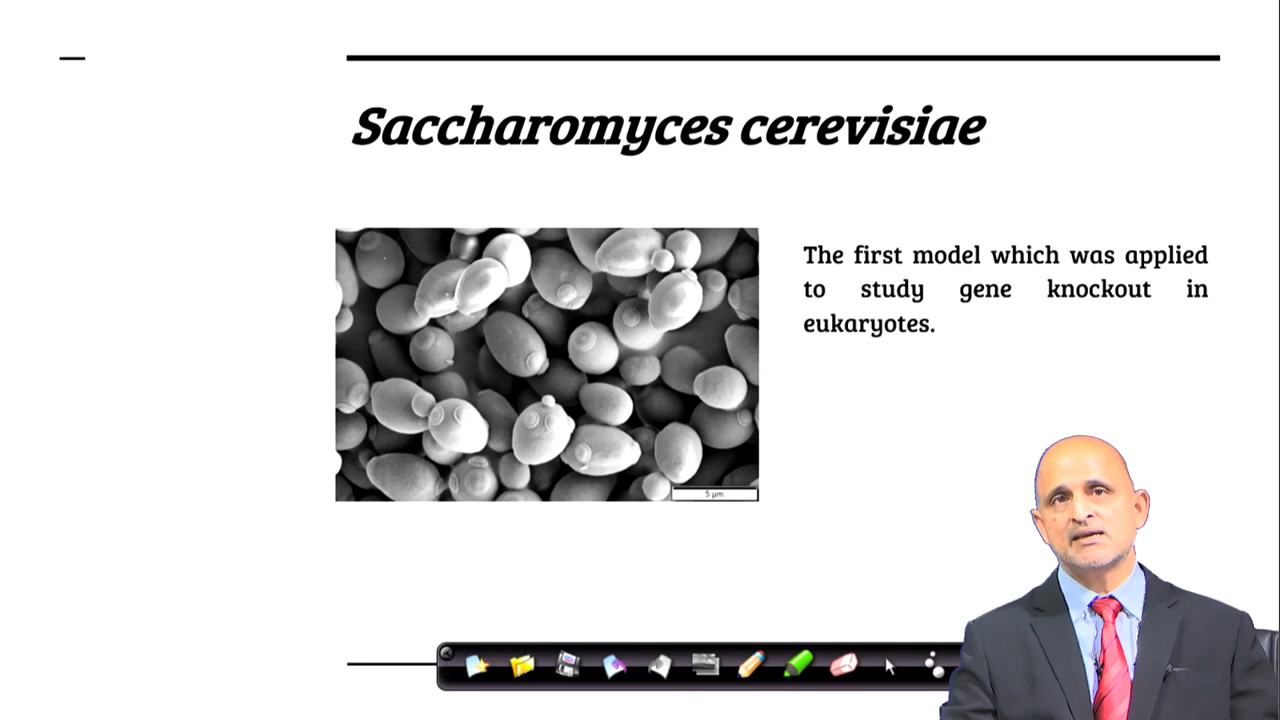 Saccharomyces cerevisiae
The first model which was applied
to study gene knockout in
eukaryotes.
5 µm